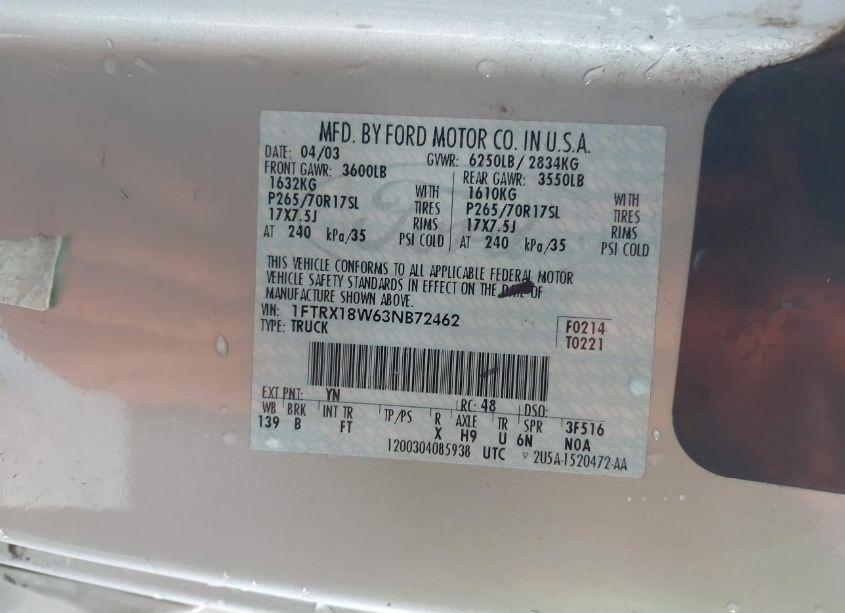 MFD. BY FORD MOTOR CO. IN U.S.A.
DATE: 04/03 GVWR: 6250LB/ 2834KG
FRONT GAWR: 3600LB REAR GAWR: 3550LB
1632KG WITH 1610KG WITH
P265/70R17SL TIRES P265/70R17SL TIRES
17X7.5J RIMS 17X7.5J RIMS
AT 240 kPa/35 PSI COLD AT 240 kPa/35 PSI COLD
THIS VEHICLE CONFORMS TO ALL APPLICABLE FEDERAL MOTOR
VEHICLE SAFETY STANDARDS IN EFFECT ON THE DATE OF
MANUFACTURE SHOWN ABOVE.
VIN: 1FTRX18W63NB72462 F0214
TYPE: TRUCK T0221
EXT PNT: YN RC: 48 DSO:
WB BRK INT TR TP/PS R AXLE TR SPR 3F516
139 B FT X H9 U 6N NOA
1200304085938 UTC ▽ 2U5A-1520472-AA